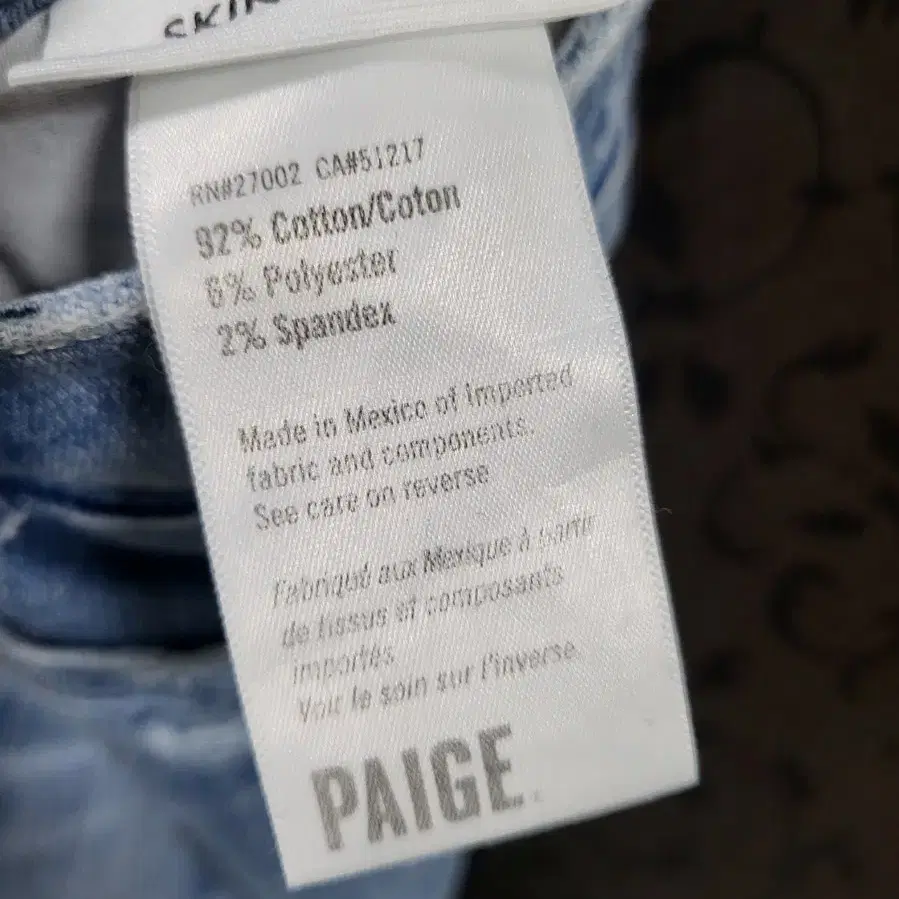 SKIN
RN#27002 CA#51217
92% Cotton/Coton
6% Polyester
2% Spandex
Made in Mexico of Imported
fabric and components.
See care on reverse
Fabriqué aux Mexique à partir
de tissus et composants
importés
Voir le soin sur l'inverse.
PAIGE